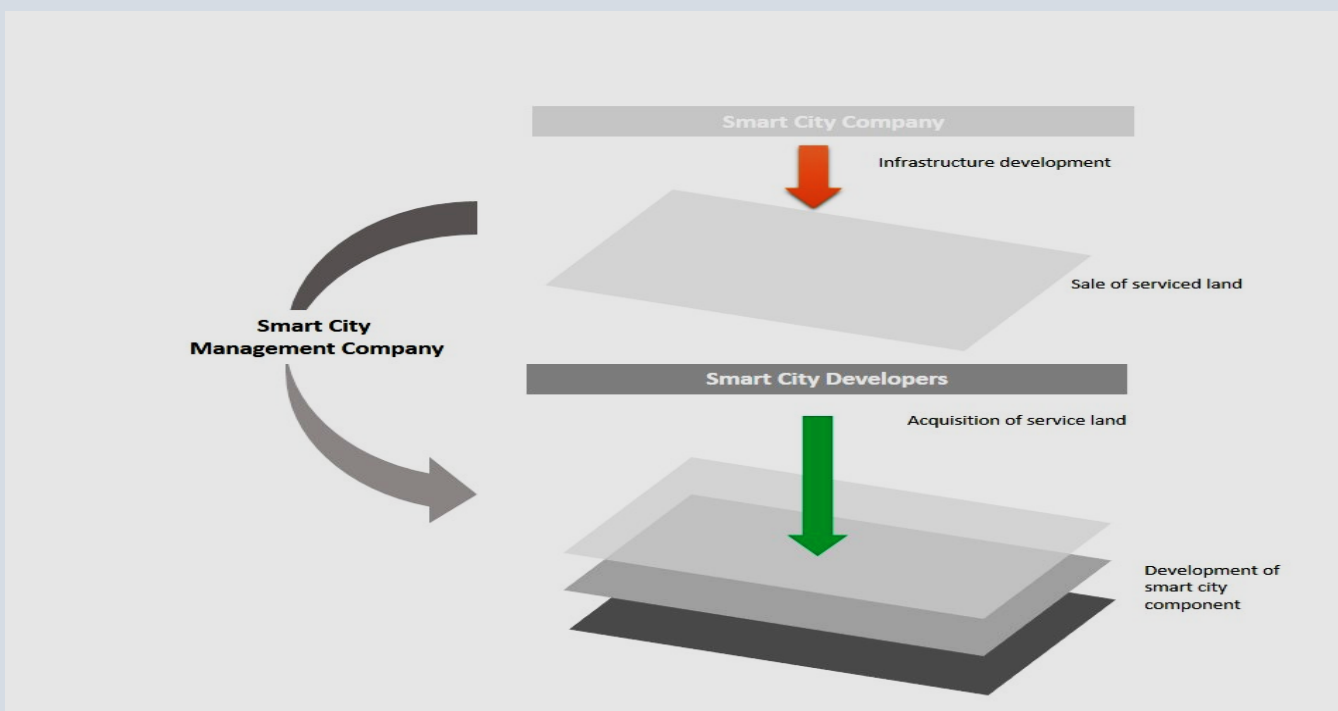 Smart City Company
Infrastructure development
Sale of serviced land
Smart City
Management Company
Smart City Developers
Acquisition of service land
Development of
smart city
component